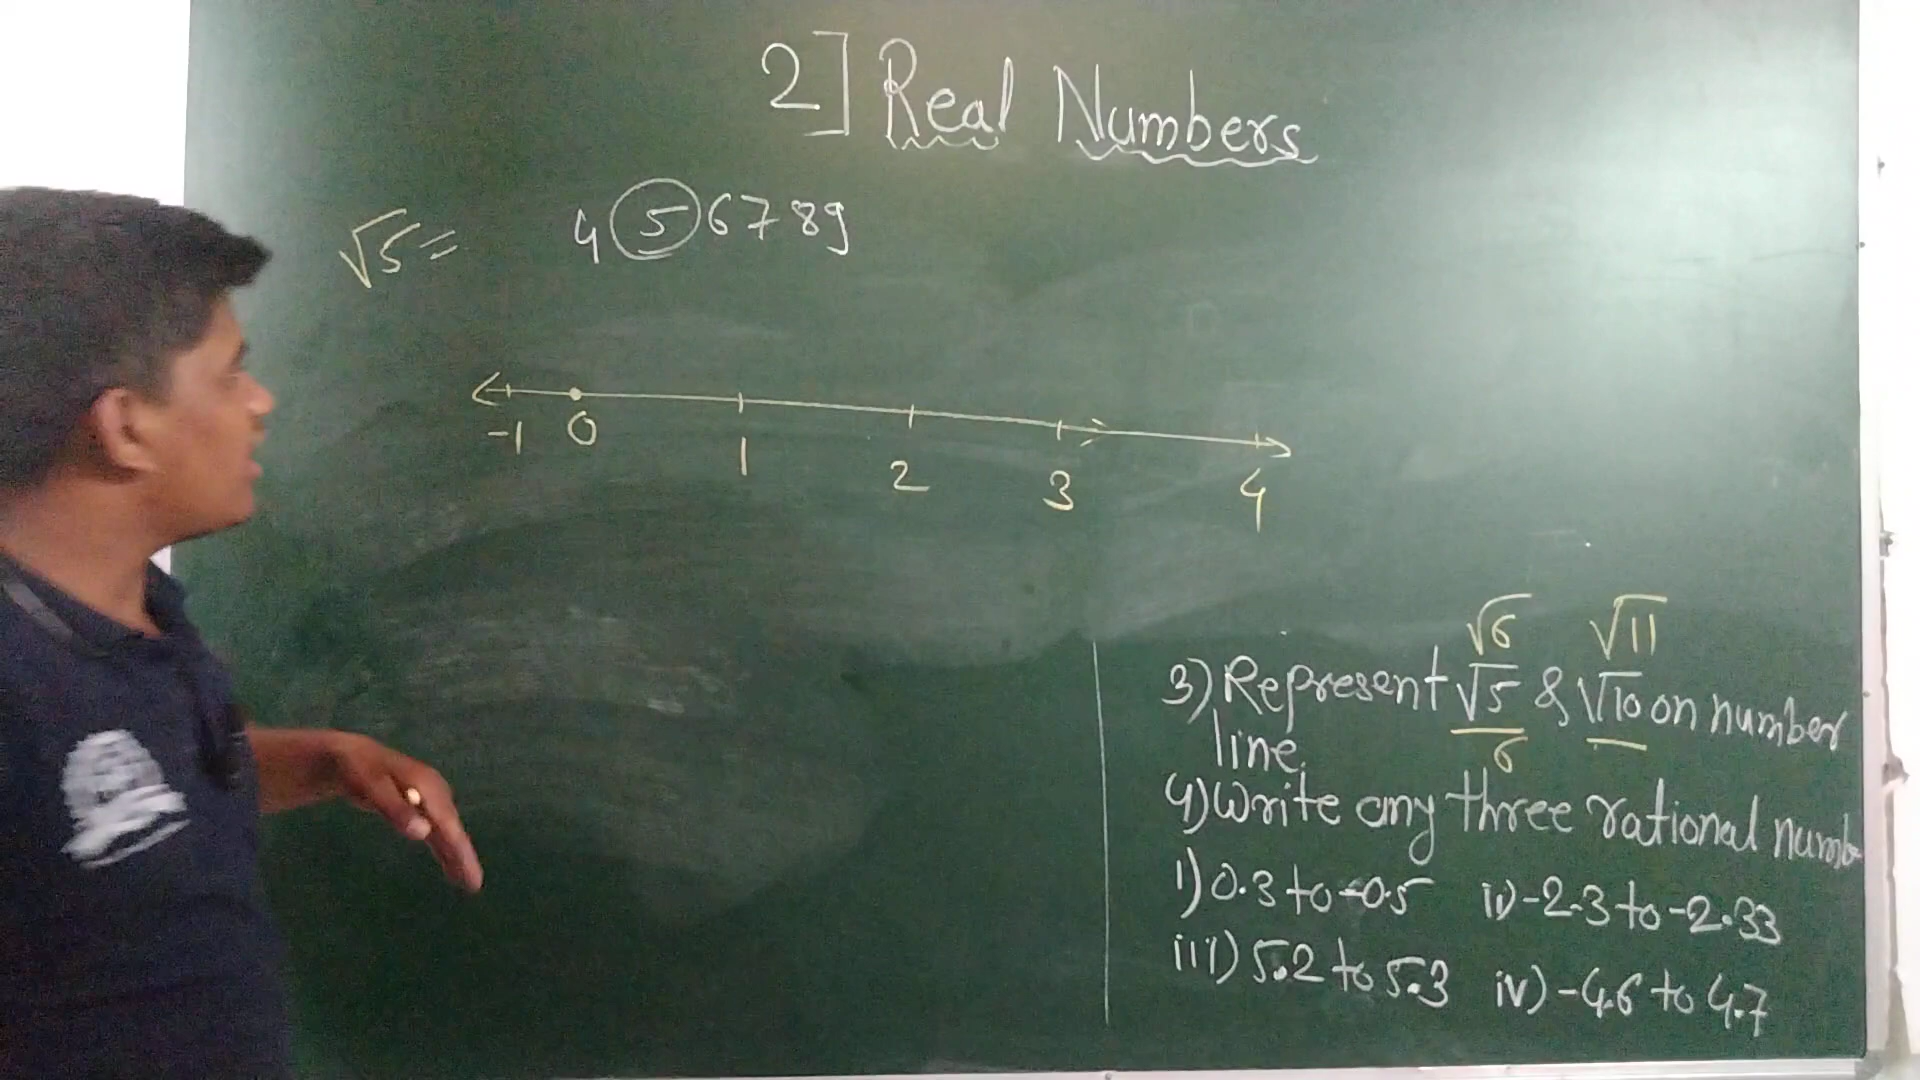 2] Real Numbers
√5= 4 5 6 7 8 9
-1 0 1 2 3 4
√6 √11
3) Represent √5 & √10 on number
line. 6
4) Write any three rational numbe
i) 0.3 to -0.5 ii) -2.3 to -2.33
iii) 5.2 to 5.3 iv) -4.6 to 4.7